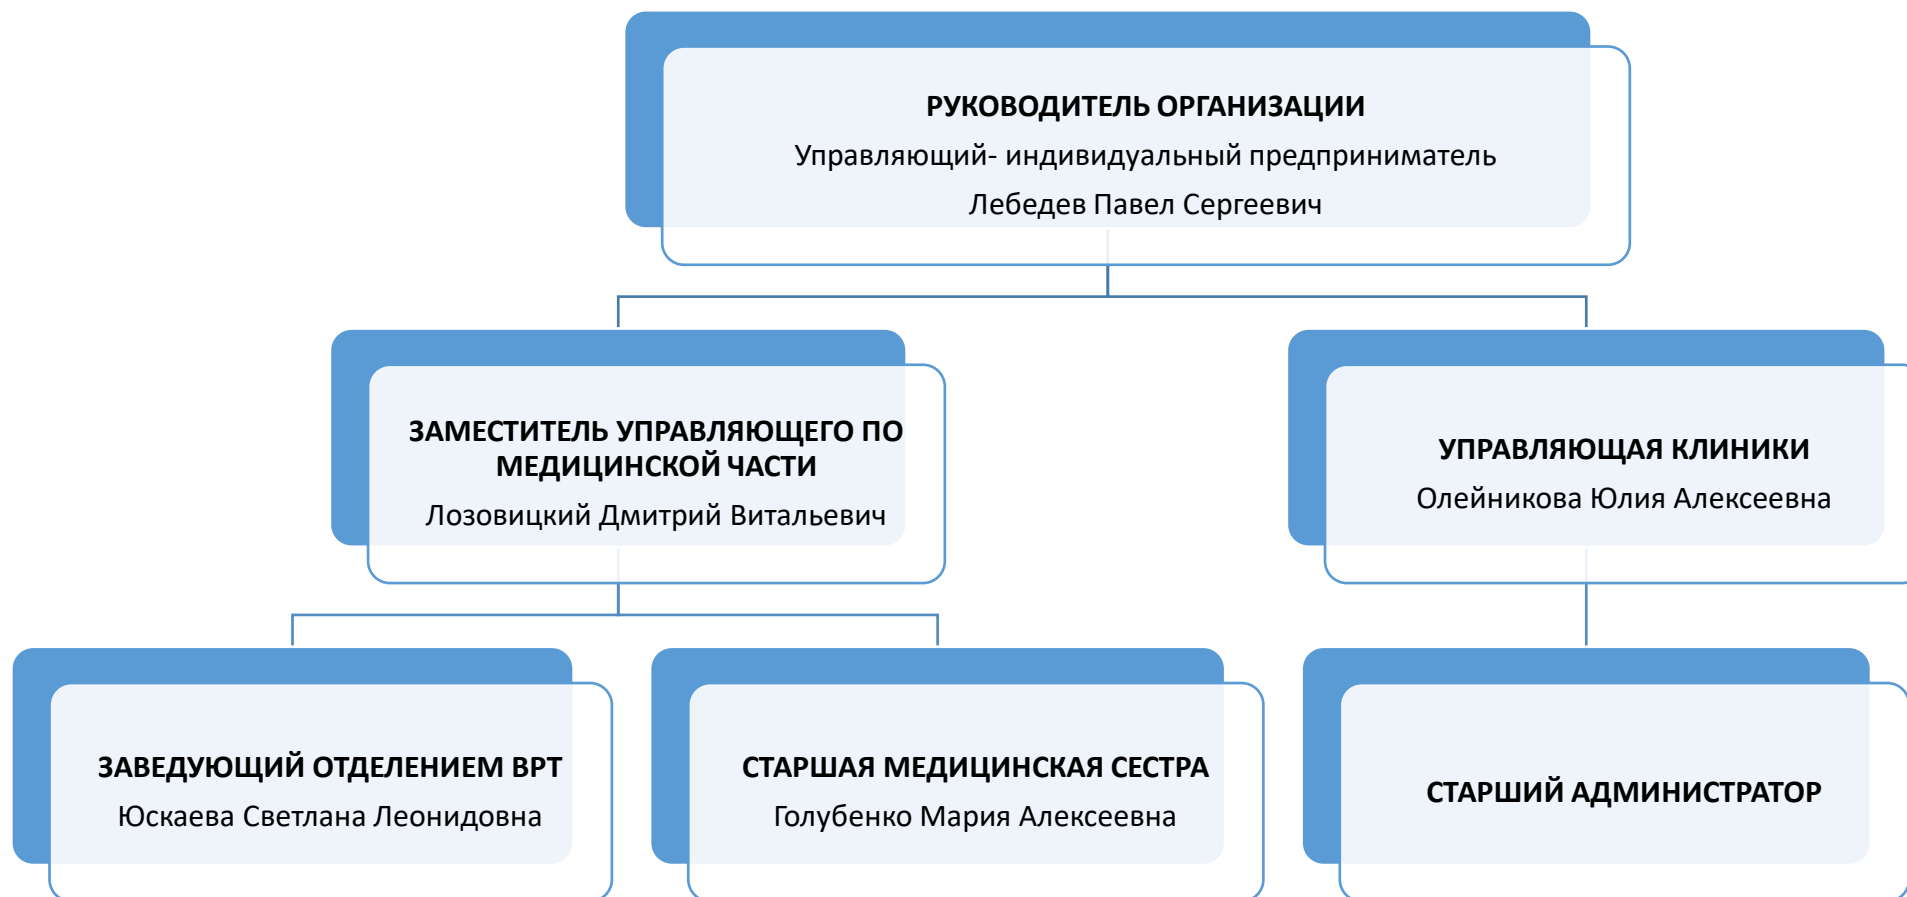 РУКОВОДИТЕЛЬ ОРГАНИЗАЦИИ
Управляющий- индивидуальный предприниматель
Лебедев Павел Сергеевич
ЗАМЕСТИТЕЛЬ УПРАВЛЯЮЩЕГО ПО
МЕДИЦИНСКОЙ ЧАСТИ
Лозовицкий Дмитрий Витальевич
УПРАВЛЯЮЩАЯ КЛИНИКИ
Олейникова Юлия Алексеевна
ЗАВЕДУЮЩИЙ ОТДЕЛЕНИЕМ ВРТ
Юскаева Светлана Леонидовна
СТАРШАЯ МЕДИЦИНСКАЯ СЕСТРА
Голубенко Мария Алексеевна
СТАРШИЙ АДМИНИСТРАТОР